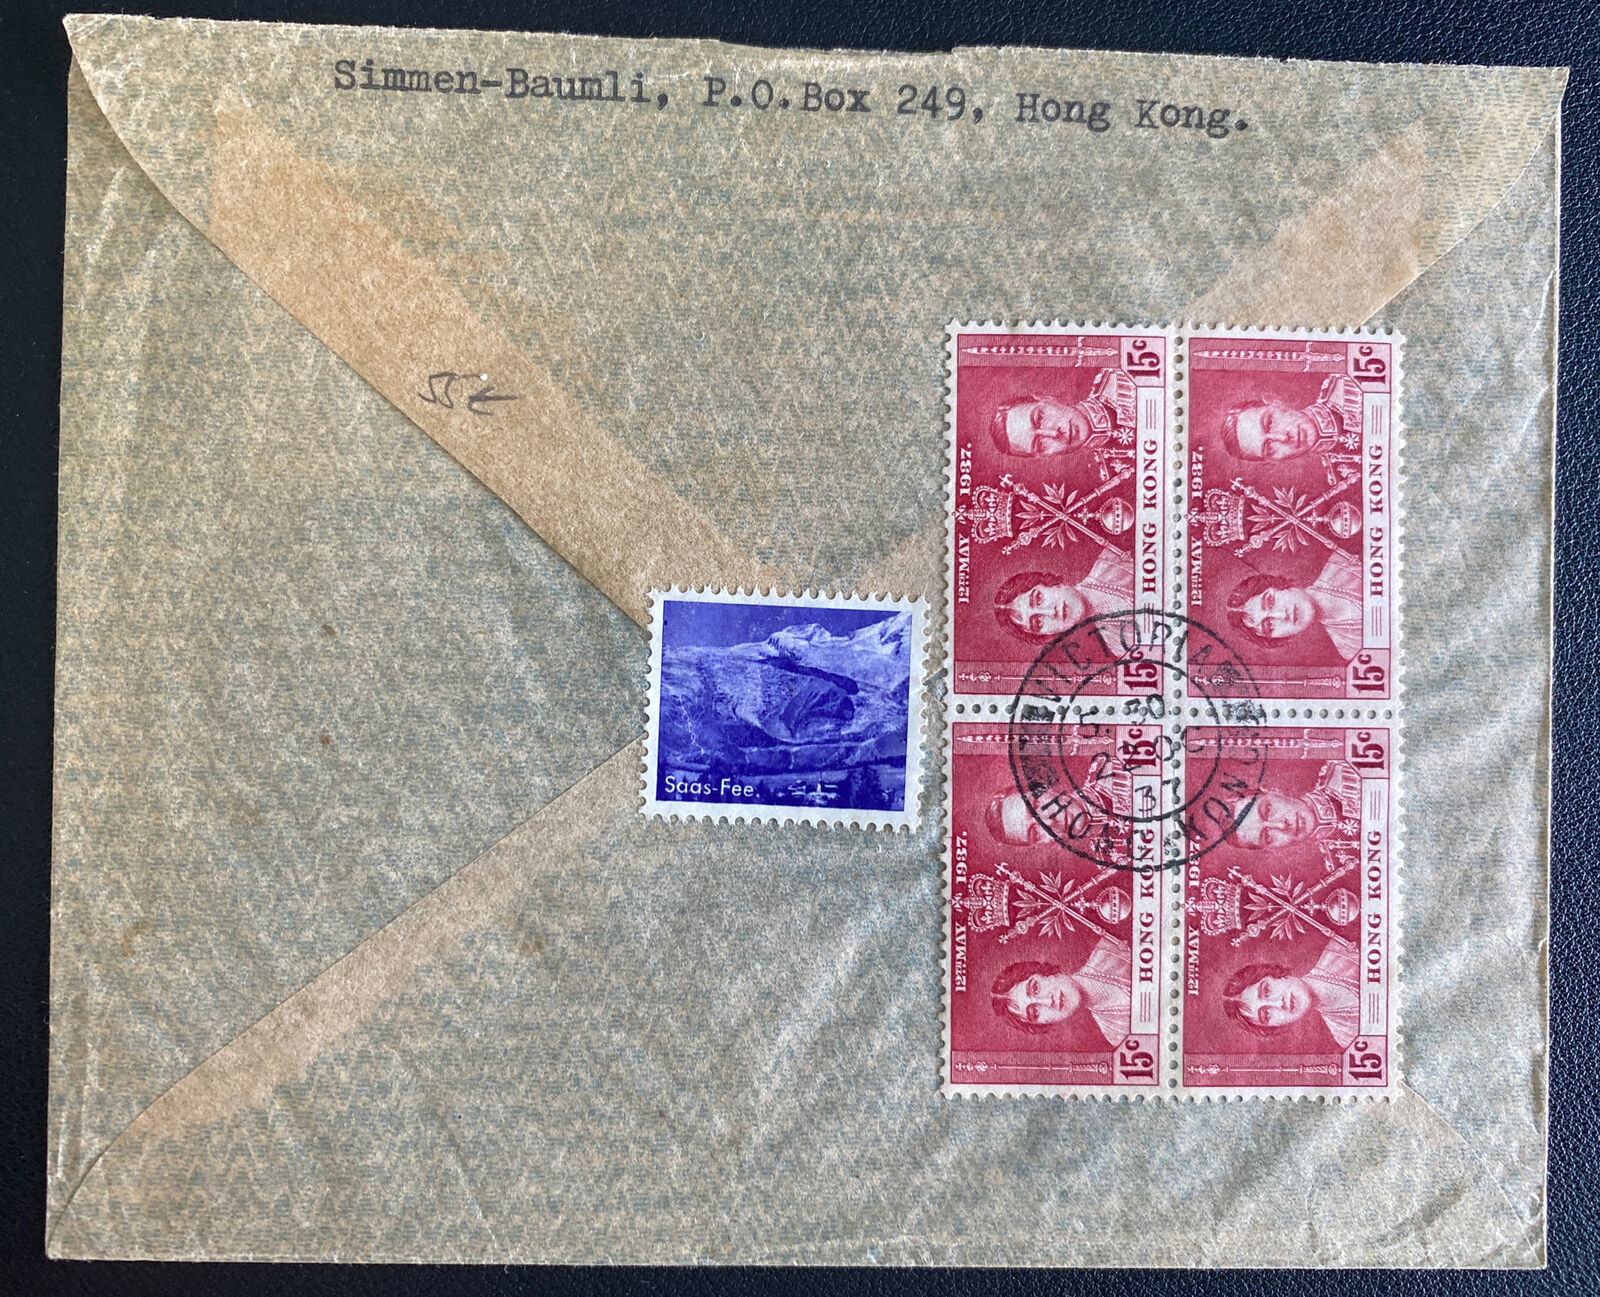 Simmen-Baumli, P.O.Box 249, Hong Kong.
Saas-Fee.
12TH MAY 1937.
HONG KONG
15c
15c
12TH MAY 1937.
HONG KONG
15c
15c
12TH MAY 1937.
HONG KONG
15c
15c
12TH MAY 1937.
HONG KONG
15c
15c
VICTORIA
HONG KONG